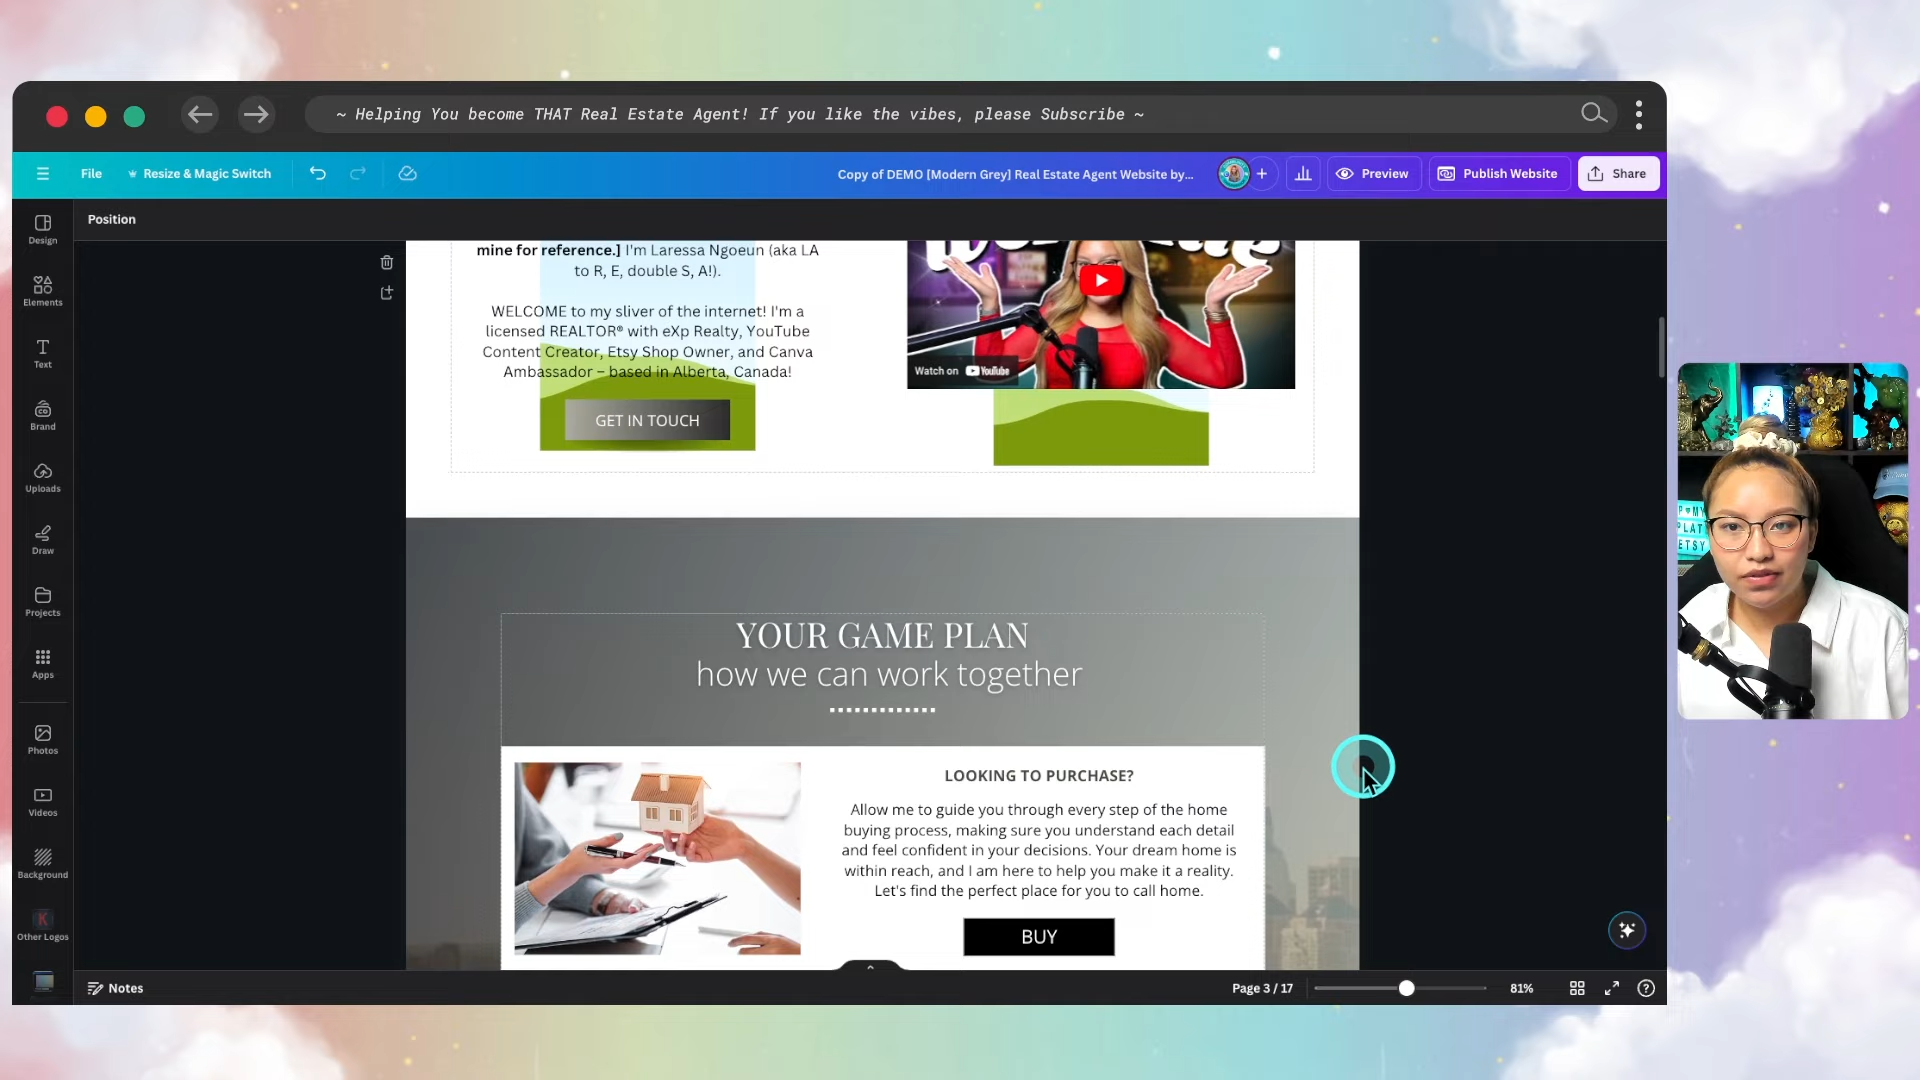 ~ Helping You become THAT Real Estate Agent! If you like the vibes, please Subscribe ~
File
Resize & Magic Switch
Copy of DEMO [Modern Grey] Real Estate Agent Website by...
Preview
Publish Website
Share
Position
Design
Elements
Text
Brand
Uploads
Draw
Projects
Apps
Photos
Videos
Background
K
Other Logos
mine for reference.] I'm Laressa Ngoeun (aka LA
to R, E, double S, A!).
WELCOME to my sliver of the internet! I'm a
licensed REALTOR® with eXp Realty, YouTube
Content Creator, Etsy Shop Owner, and Canva
Ambassador – based in Alberta, Canada!
GET IN TOUCH
Watch on YouTube
YOUR GAME PLAN
how we can work together
LOOKING TO PURCHASE?
Allow me to guide you through every step of the home
buying process, making sure you understand each detail
and feel confident in your decisions. Your dream home is
within reach, and I am here to help you make it a reality.
Let's find the perfect place for you to call home.
BUY
Notes
Page 3 / 17
81%
ETSY